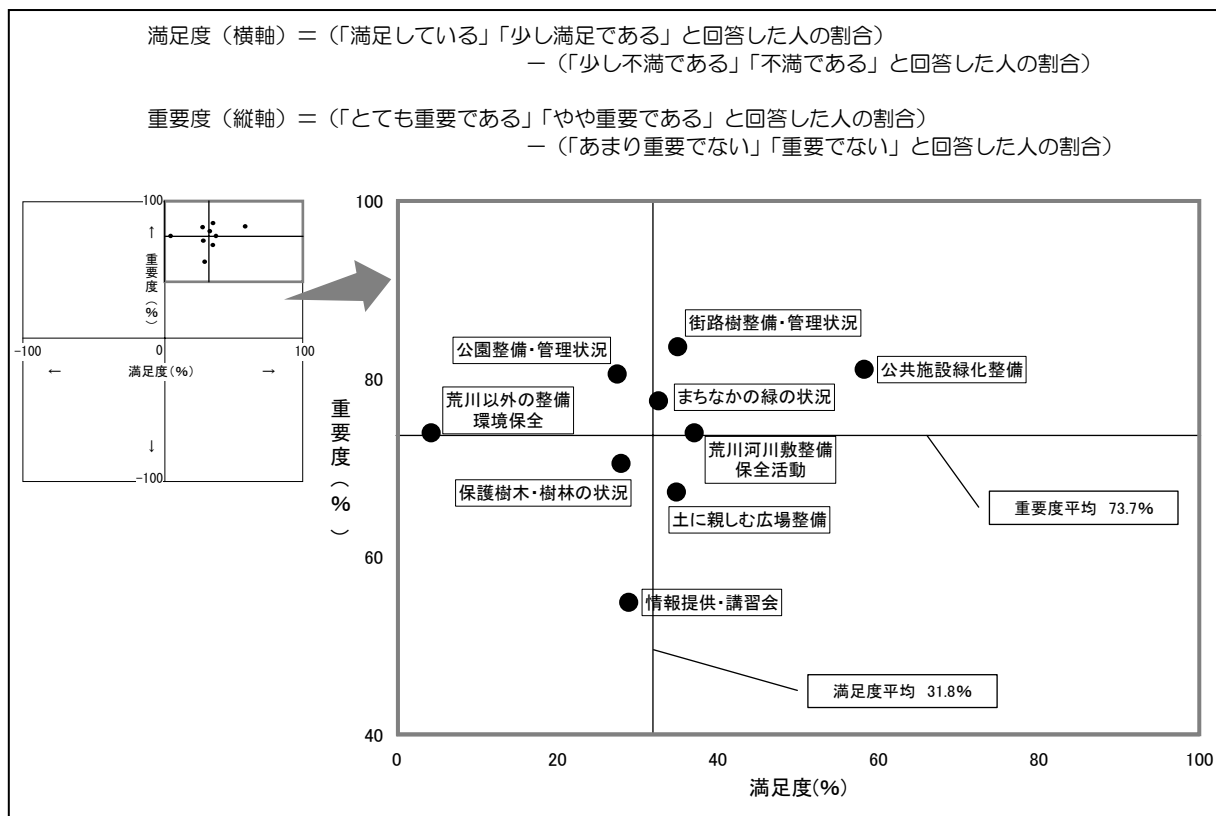 満足度（横軸）＝（「満足している」「少し満足である」と回答した人の割合）
－（「少し不満である」「不満である」と回答した人の割合）
重要度（縦軸）＝（「とても重要である」「やや重要である」と回答した人の割合）
－（「あまり重要でない」「重要でない」と回答した人の割合）
100
↑
重要度（%）
-100
0
100
←
満足度(%)
→
↓
-100
100
80
60
40
重要度（%）
街路樹整備・管理状況
公園整備・管理状況
公共施設緑化整備
まちなかの緑の状況
荒川以外の整備
環境保全
荒川河川敷整備
保全活動
保護樹木・樹林の状況
土に親しむ広場整備
重要度平均 73.7%
情報提供・講習会
満足度平均 31.8%
0
20
40
60
80
100
満足度(%)